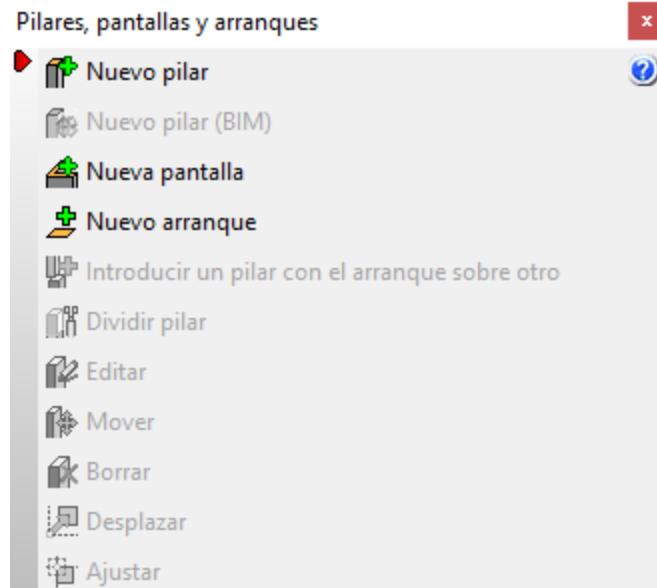 Pilares, pantallas y arranques
x
Nuevo pilar
?
Nuevo pilar (BIM)
Nueva pantalla
Nuevo arranque
Introducir un pilar con el arranque sobre otro
Dividir pilar
Editar
Mover
Borrar
Desplazar
Ajustar